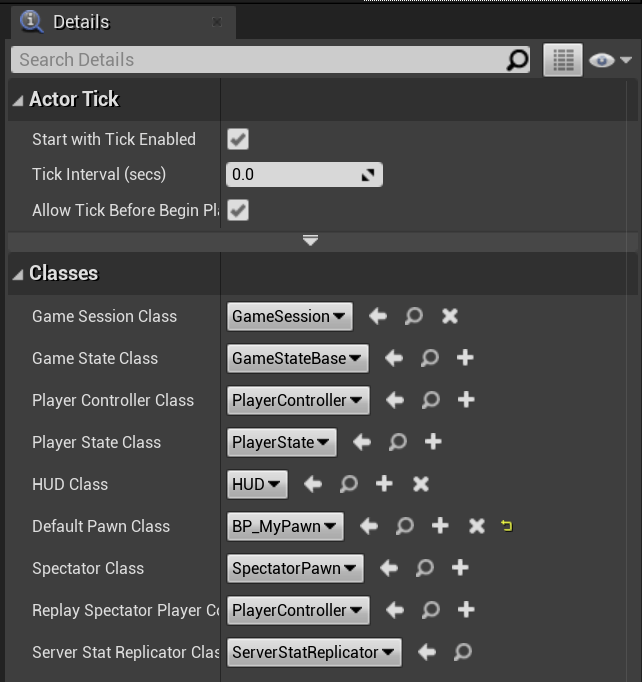 Details
Search Details
Actor Tick
Start with Tick Enabled
Tick Interval (secs) 0.0
Allow Tick Before Begin Pl
Classes
Game Session Class GameSession
Game State Class GameStateBase
Player Controller Class PlayerController
Player State Class PlayerState
HUD Class HUD
Default Pawn Class BP_MyPawn
Spectator Class SpectatorPawn
Replay Spectator Player Co PlayerController
Server Stat Replicator Clas ServerStatReplicator